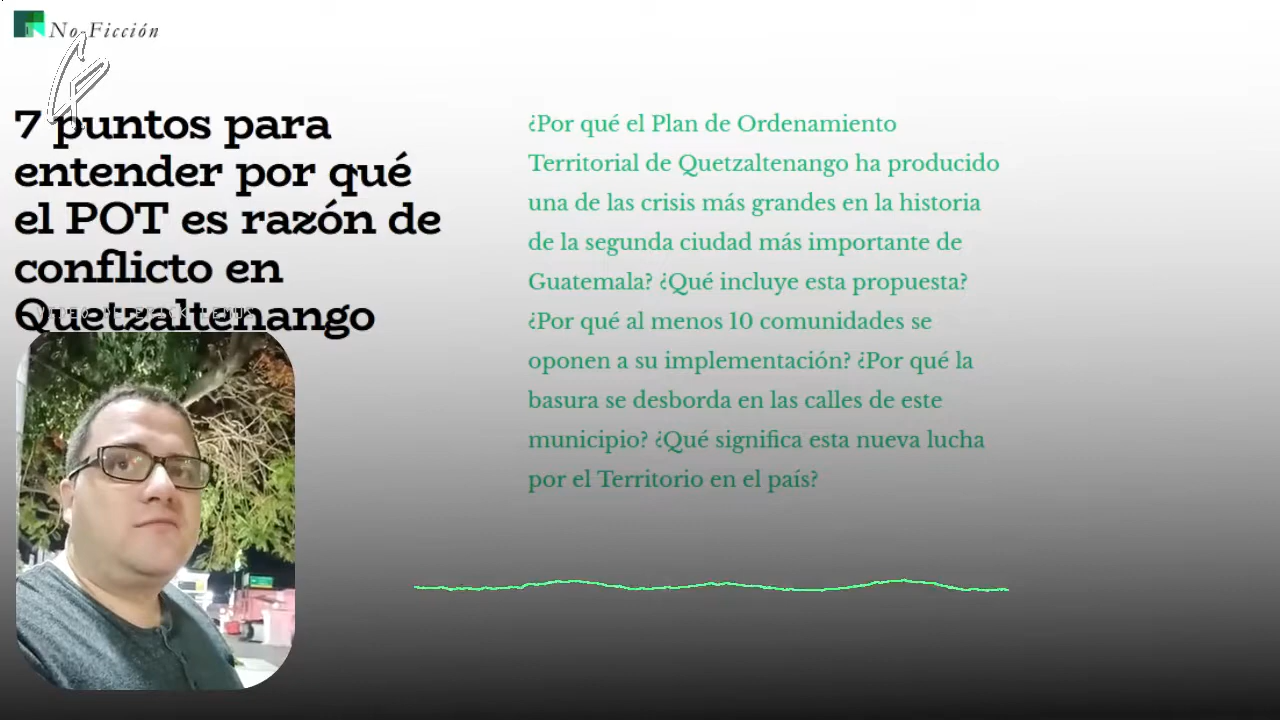 No-Ficción
7 puntos para
entender por qué
el POT es razón de
conflicto en
Quetzaltenango
¿Por qué el Plan de Ordenamiento
Territorial de Quetzaltenango ha producido
una de las crisis más grandes en la historia
de la segunda ciudad más importante de
Guatemala? ¿Qué incluye esta propuesta?
¿Por qué al menos 10 comunidades se
oponen a su implementación? ¿Por qué la
basura se desborda en las calles de este
municipio? ¿Qué significa esta nueva lucha
por el Territorio en el país?